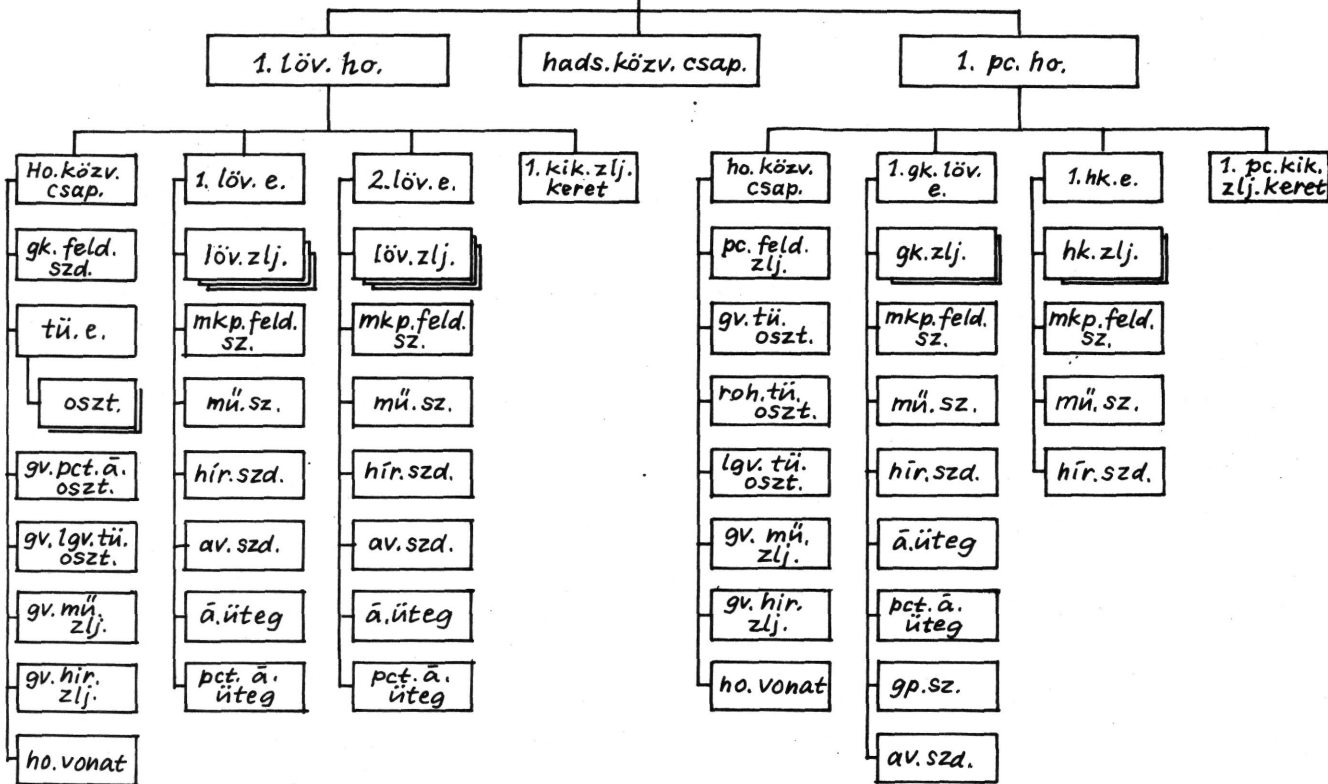 1. löv. ho.
hads. közv. csap.
1. pc. ho.
Ho. közv.
csap.
gk. feld.
szd.
tü. e.
oszt.
gv. pct. ā.
oszt.
gv. lgv. tü.
oszt.
gv. mű.
zlj.
gv. hir.
zlj.
ho. vonat
1. löv. e.
löv. zlj.
mkp. feld.
sz.
mű. sz.
hír. szd.
av. szd.
ā. üteg
pct. ā.
üteg
2. löv. e.
löv. zlj.
mkp. feld.
sz.
mű. sz.
hír. szd.
av. szd.
ā. üteg
pct. ā.
üteg
1. kik. zlj.
keret
ho. közv.
csap.
pc. feld.
zlj.
gv. tü.
oszt.
roh. tü.
oszt.
lgv. tü.
oszt.
gv. mű.
zlj.
gv. hir.
zlj.
ho. vonat
1. gk. löv.
e.
gk. zlj.
mkp. feld.
sz.
mű. sz.
hír. szd.
ā. üteg
pct. ā.
üteg
gp. sz.
av. szd.
1. hk. e.
hk. zlj.
mkp. feld.
sz.
mű. sz.
hír. szd.
1. pc. kik.
zlj. keret